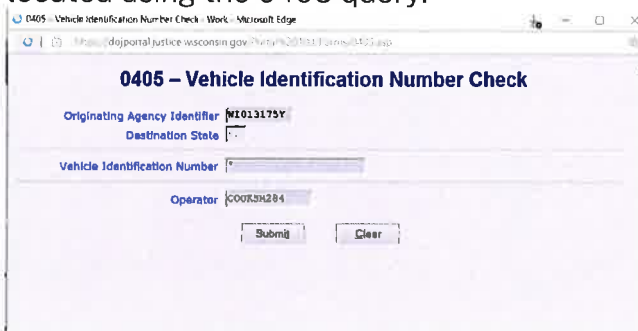 located using the 0405 query.
0405 - Vehicle Identification Number Check - Work - Microsoft Edge
dojportal.justice.wisconsin.gov
0405 – Vehicle Identification Number Check
Originating Agency Identifier WI013175Y
Destination State
Vehicle Identification Number *
Operator
Submit Clear